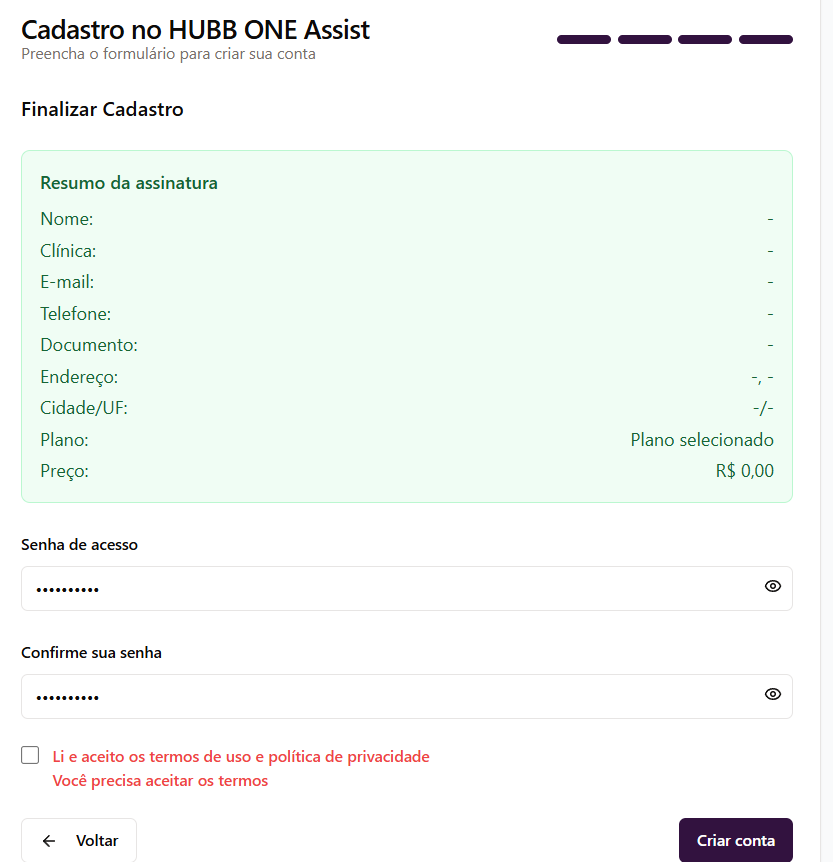 Cadastro no HUBB ONE Assist
Preencha o formulário para criar sua conta
Finalizar Cadastro
Resumo da assinatura
Nome: -
Clínica: -
E-mail: -
Telefone: -
Documento: -
Endereço: -, -
Cidade/UF: -/-
Plano: Plano selecionado
Preço: R$ 0,00
Senha de acesso
••••••••••
Confirme sua senha
••••••••••
Li e aceito os termos de uso e política de privacidade
Você precisa aceitar os termos
Voltar
Criar conta